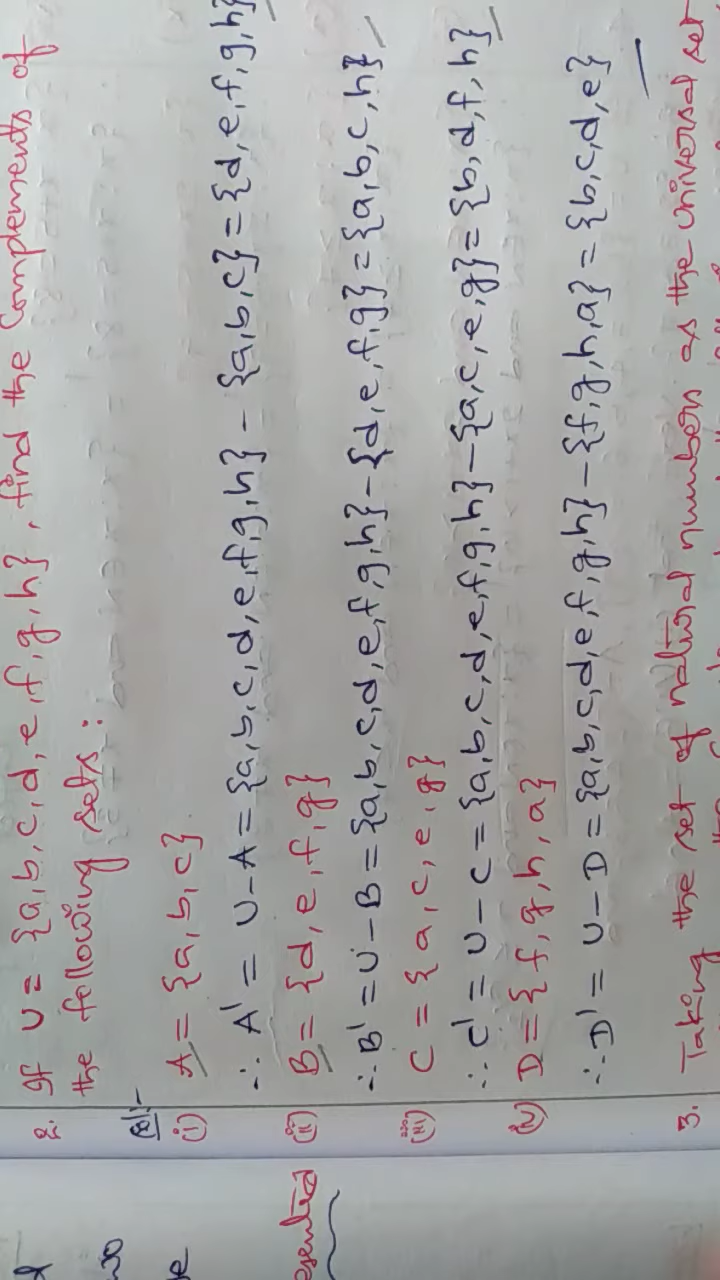 2. If U = {a, b, c, d, e, f, g, h}, find the Complements of
the following sets:
Sol:-
(i) A = {a, b, c}.
∴ A' = U - A = {a, b, c, d, e, f, g, h} - {a, b, c} = {d, e, f, g, h}
(ii) B = {d, e, f, g}
∴ B' = U - B = {a, b, c, d, e, f, g, h} - {d, e, f, g} = {a, b, c, h}
(iii) C = {a, c, e, g}
∴ C' = U - C = {a, b, c, d, e, f, g, h} - {a, c, e, g} = {b, d, f, h}
(iv) D = {f, g, h, a}
∴ D' = U - D = {a, b, c, d, e, f, g, h} - {f, g, h, a} = {b, c, d, e}
3. Taking the set of natural numbers as the universal set,